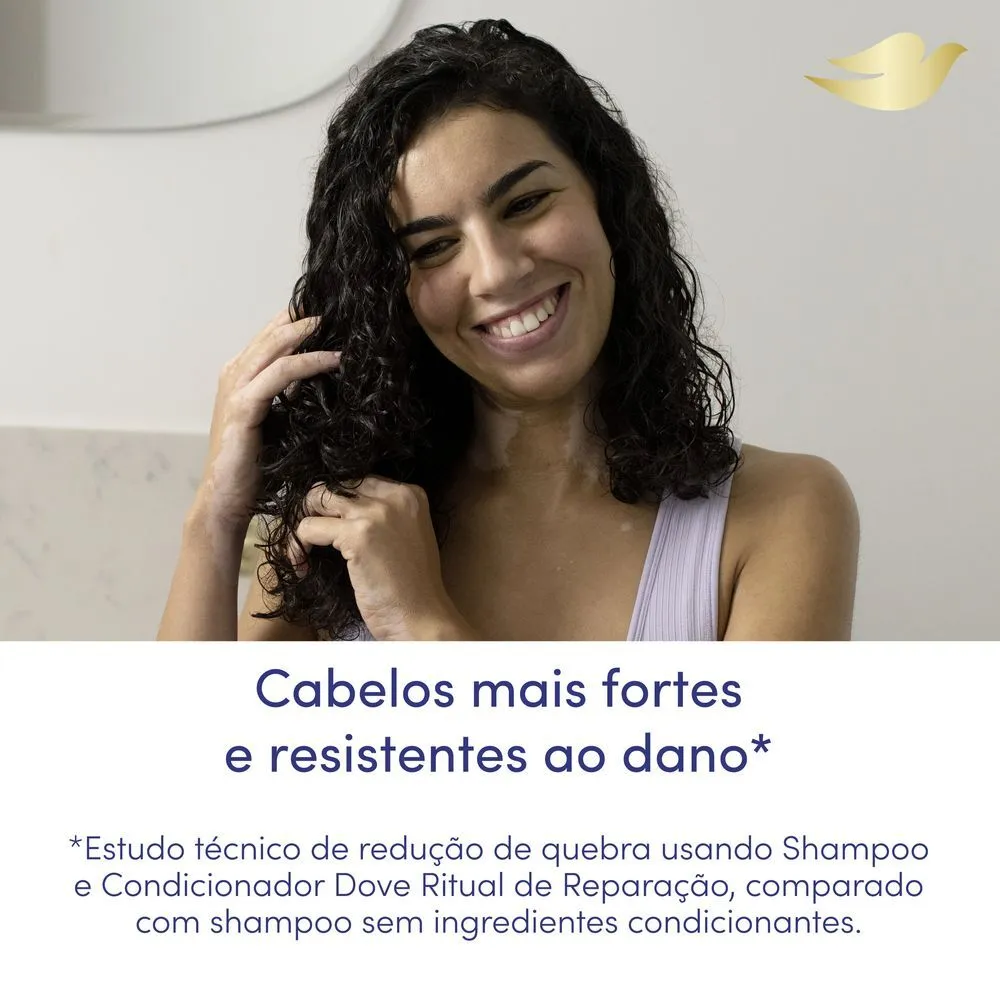 Cabelos mais fortes
e resistentes ao dano*
*Estudo técnico de redução de quebra usando Shampoo
e Condicionador Dove Ritual de Reparação, comparado
com shampoo sem ingredientes condicionantes.